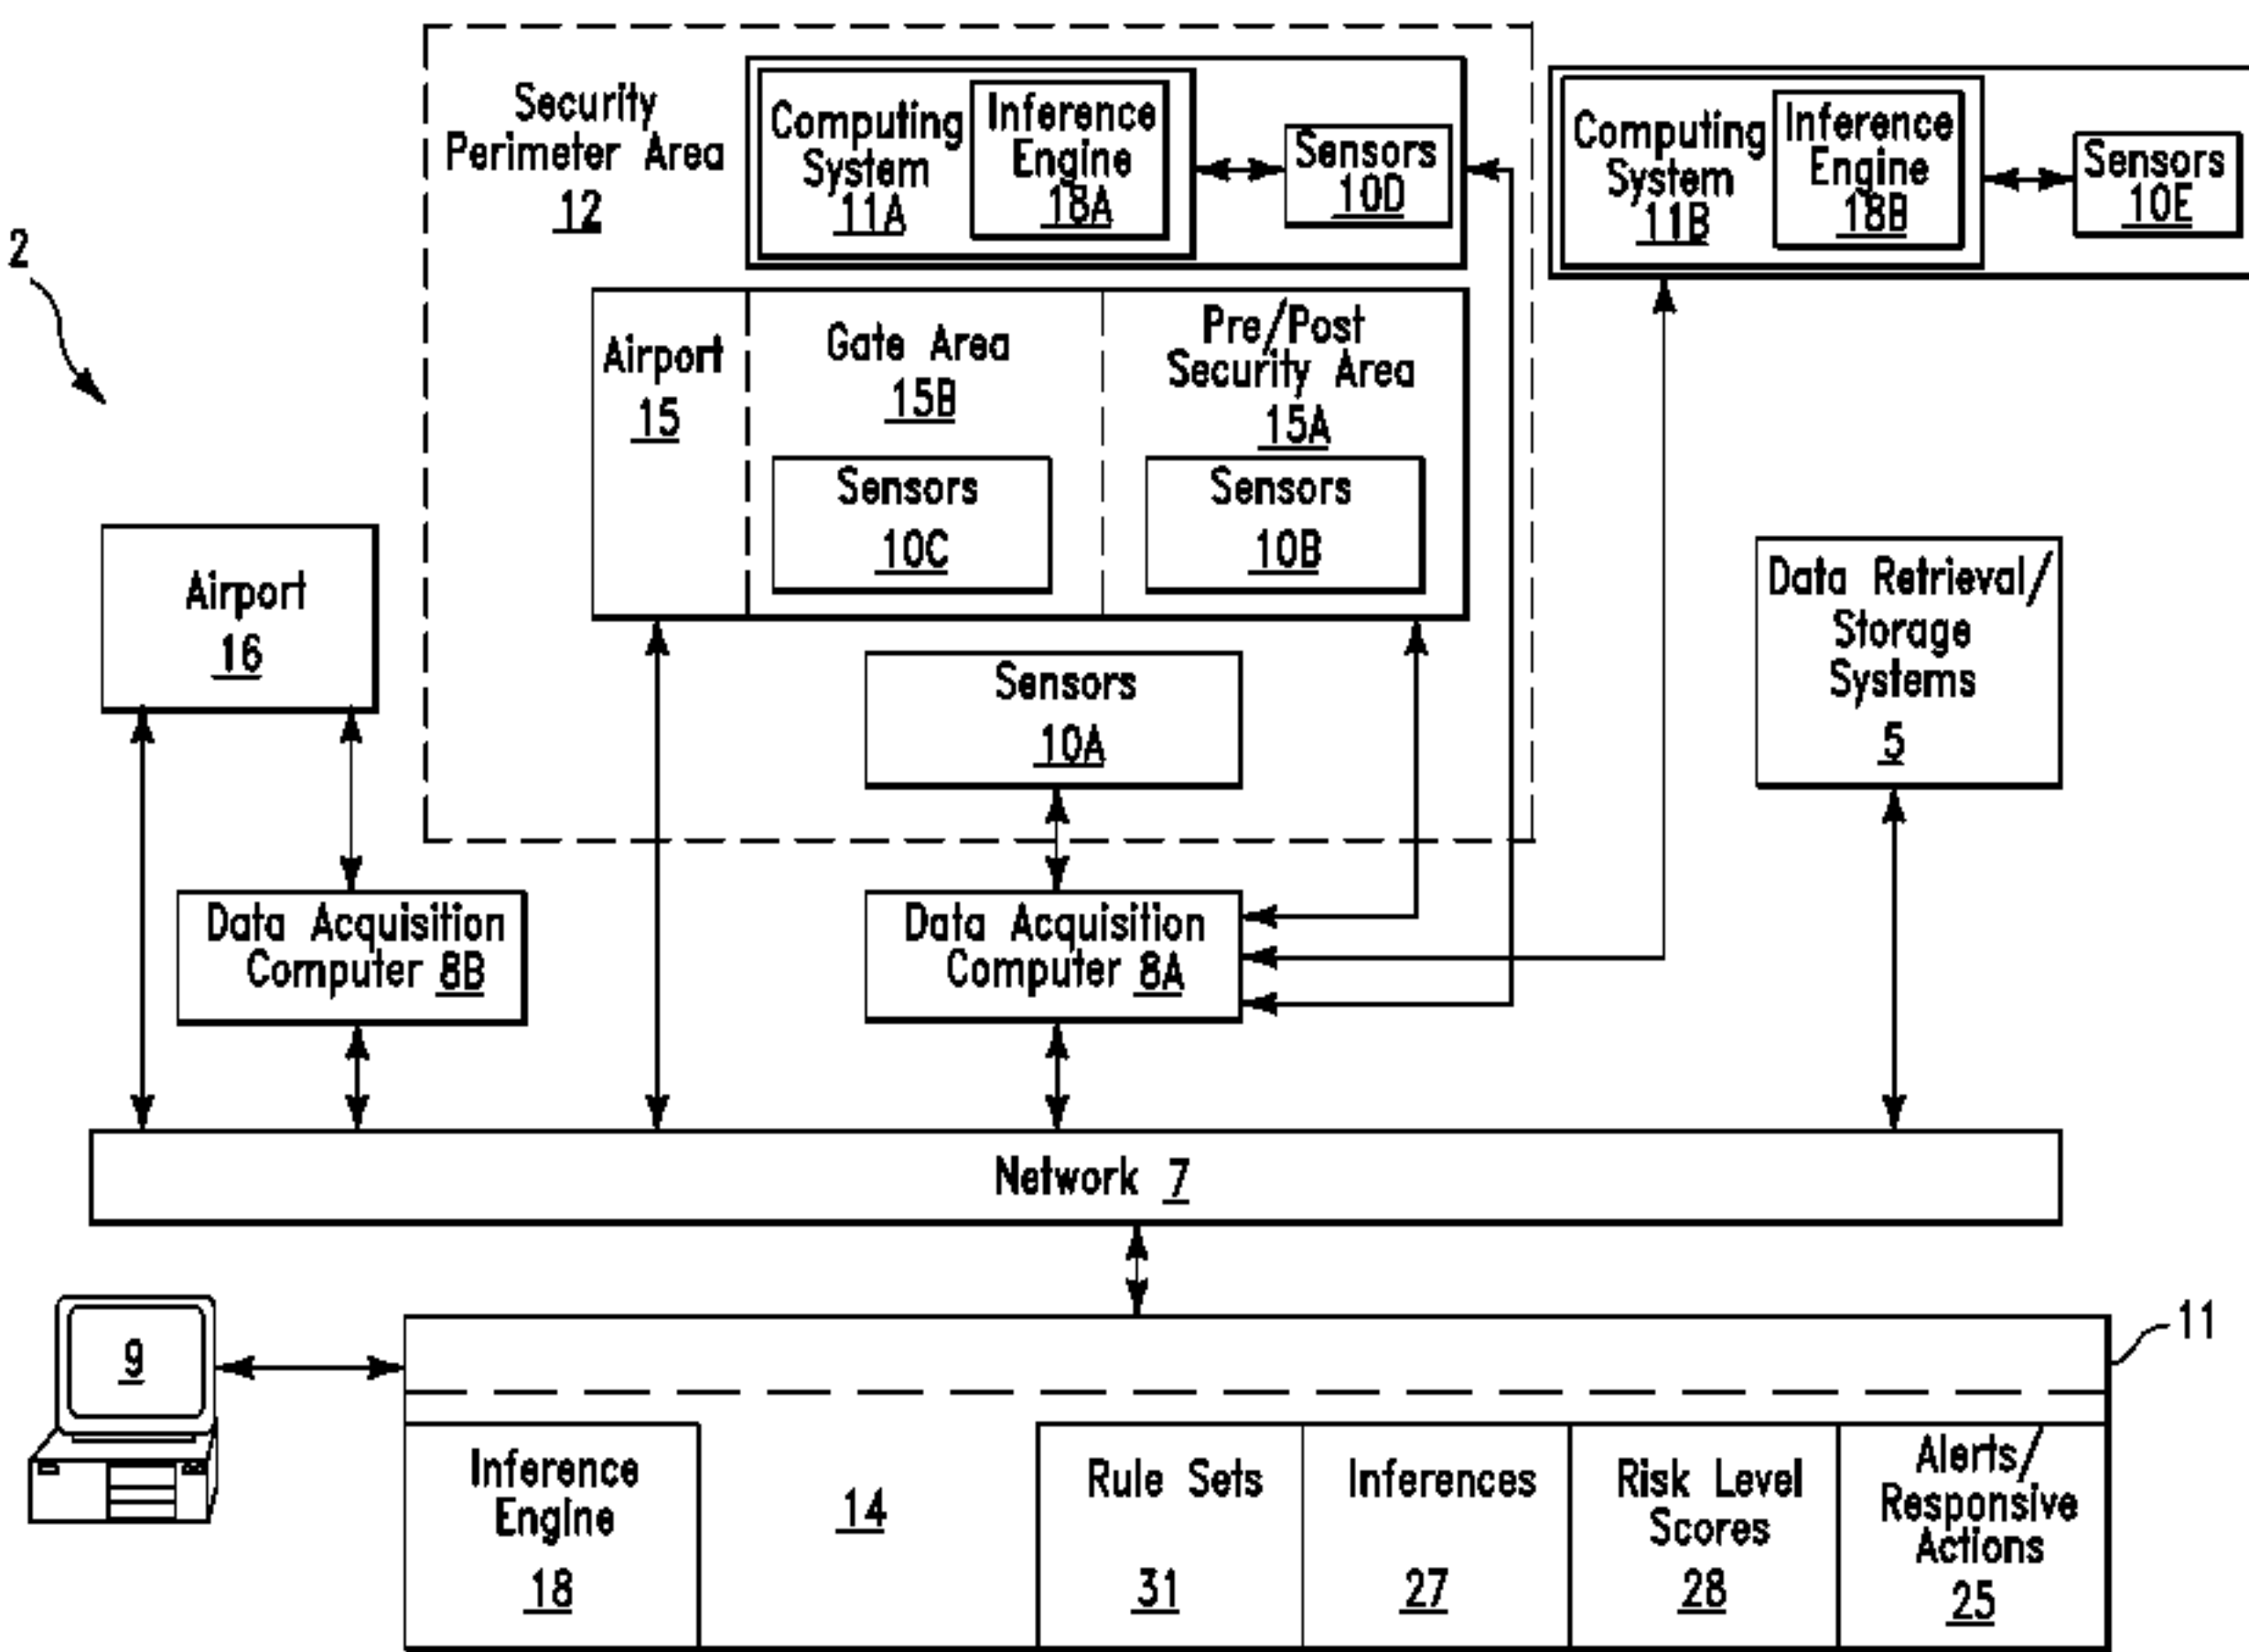 2
Security
Perimeter Area
12
Computing
System
11A
Inference
Engine
18A
Sensors
10D
Computing
System
11B
Inference
Engine
18B
Sensors
10E
Airport
15
Gate Area
15B
Sensors
10C
Pre/Post
Security Area
15A
Sensors
10B
Airport
16
Sensors
10A
Data Retrieval/
Storage
Systems
5
Data Acquisition
Computer 8B
Data Acquisition
Computer 8A
Network 7
9
11
Inference
Engine
18
14
Rule Sets
31
Inferences
27
Risk Level
Scores
28
Alerts/
Responsive
Actions
25